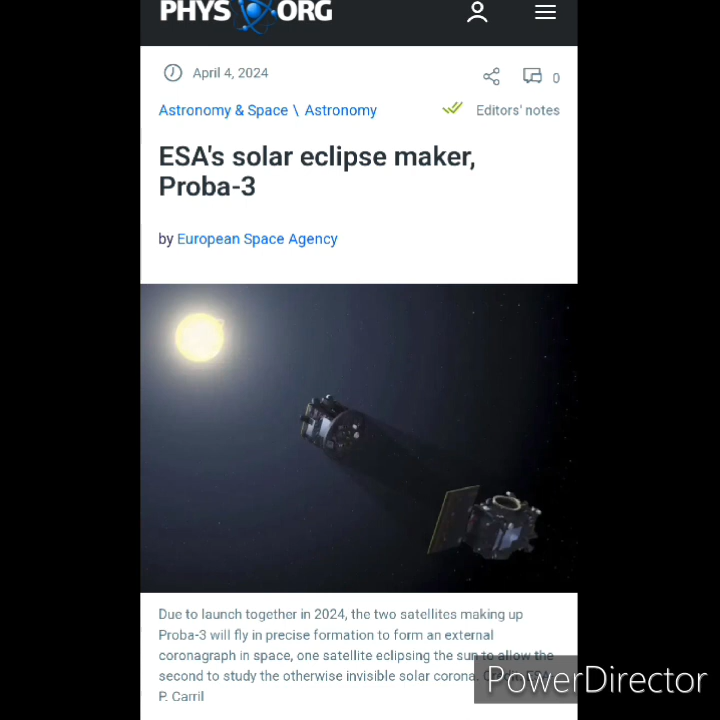 PHYS ORG
April 4, 2024
0
Astronomy & Space \ Astronomy
Editors' notes
ESA's solar eclipse maker,
Proba-3
by European Space Agency
Due to launch together in 2024, the two satellites making up
Proba-3 will fly in precise formation to form an external
coronagraph in space, one satellite eclipsing the sun to allow the
second to study the otherwise invisible solar corona. Credit: ESA-
P. Carril
PowerDirector